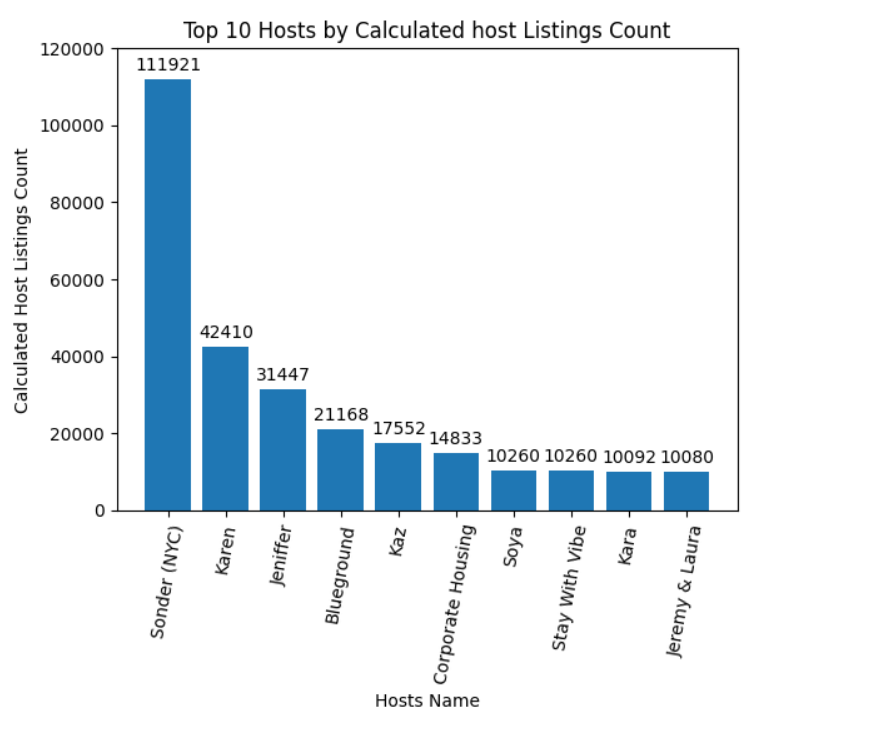 Top 10 Hosts by Calculated host Listings Count
Calculated Host Listings Count
120000
100000
80000
60000
40000
20000
0
111921
42410
31447
21168
17552
14833
10260
10260
10092
10080
Sonder (NYC)
Karen
Jeniffer
Blueground
Kaz
Corporate Housing
Soya
Stay With Vibe
Kara
Jeremy & Laura
Hosts Name